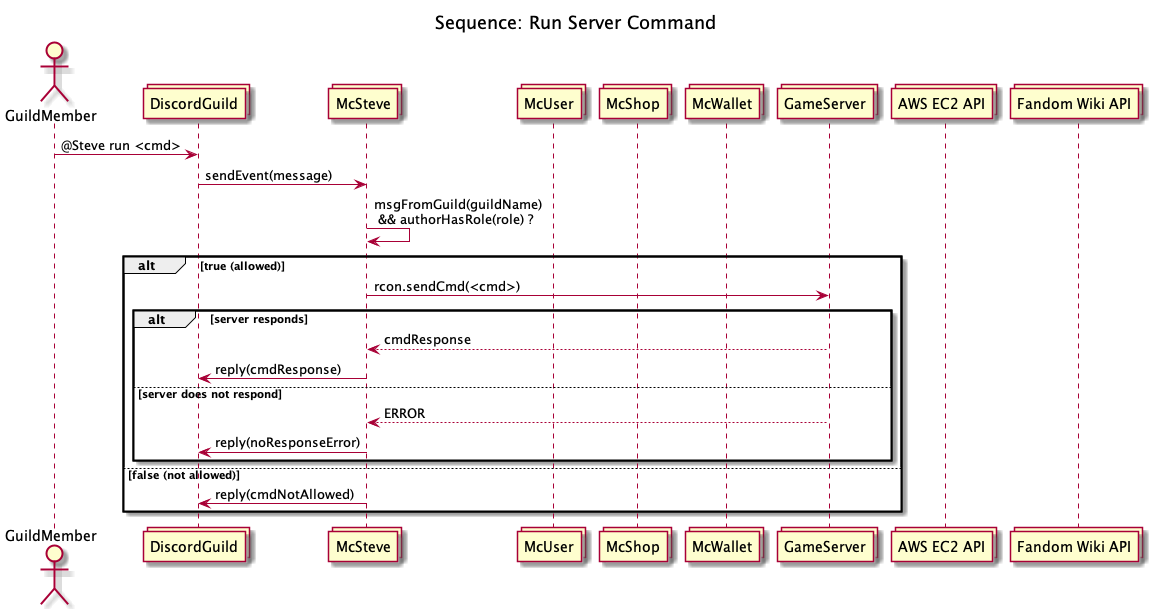 Sequence: Run Server Command
GuildMember
DiscordGuild
McSteve
McUser
McShop
McWallet
GameServer
AWS EC2 API
Fandom Wiki API
@Steve run <cmd>
sendEvent(message)
msgFromGuild(guildName)
&& authorHasRole(role) ?
alt
[true (allowed)]
rcon.sendCmd(<cmd>)
alt
[server responds]
cmdResponse
reply(cmdResponse)
[server does not respond]
ERROR
reply(noResponseError)
[false (not allowed)]
reply(cmdNotAllowed)
GuildMember
DiscordGuild
McSteve
McUser
McShop
McWallet
GameServer
AWS EC2 API
Fandom Wiki API